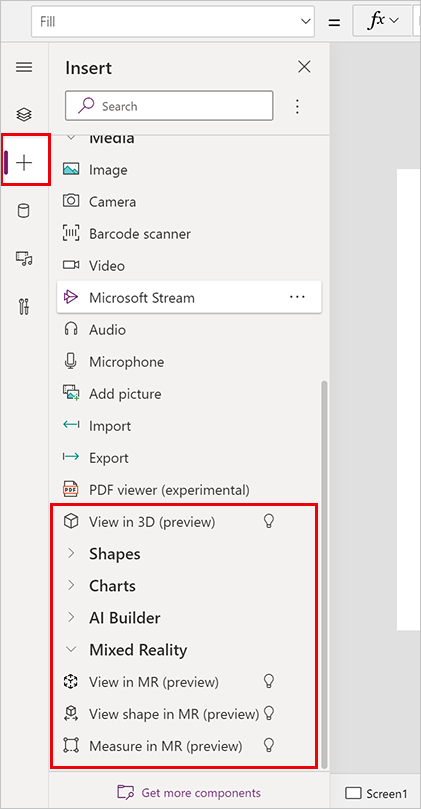 Fill
=
fx
Insert
Search
Media
Image
Camera
Barcode scanner
Video
Microsoft Stream
Audio
Microphone
Add picture
Import
Export
PDF viewer (experimental)
View in 3D (preview)
Shapes
Charts
AI Builder
Mixed Reality
View in MR (preview)
View shape in MR (preview)
Measure in MR (preview)
Get more components
Screen1